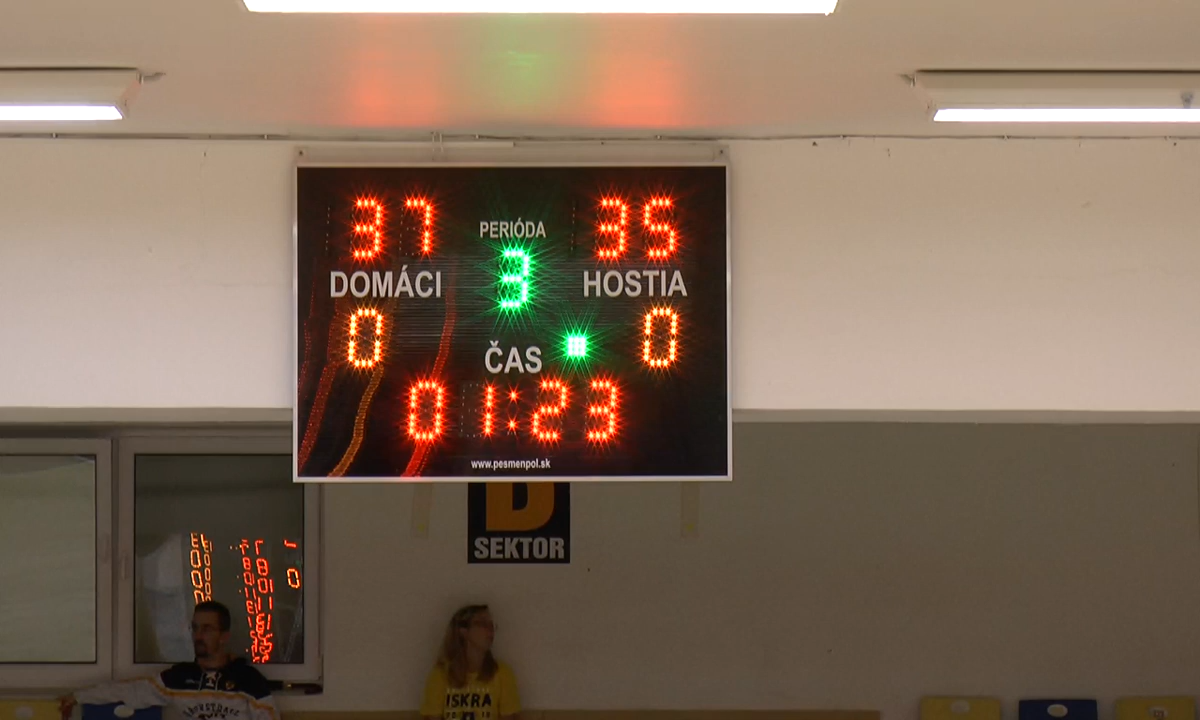 37 PERIÓDA 35
3
DOMÁCI HOSTIA
0 0
ČAS
01:23
www.pesmenpol.sk
D
SEKTOR
ISKRA